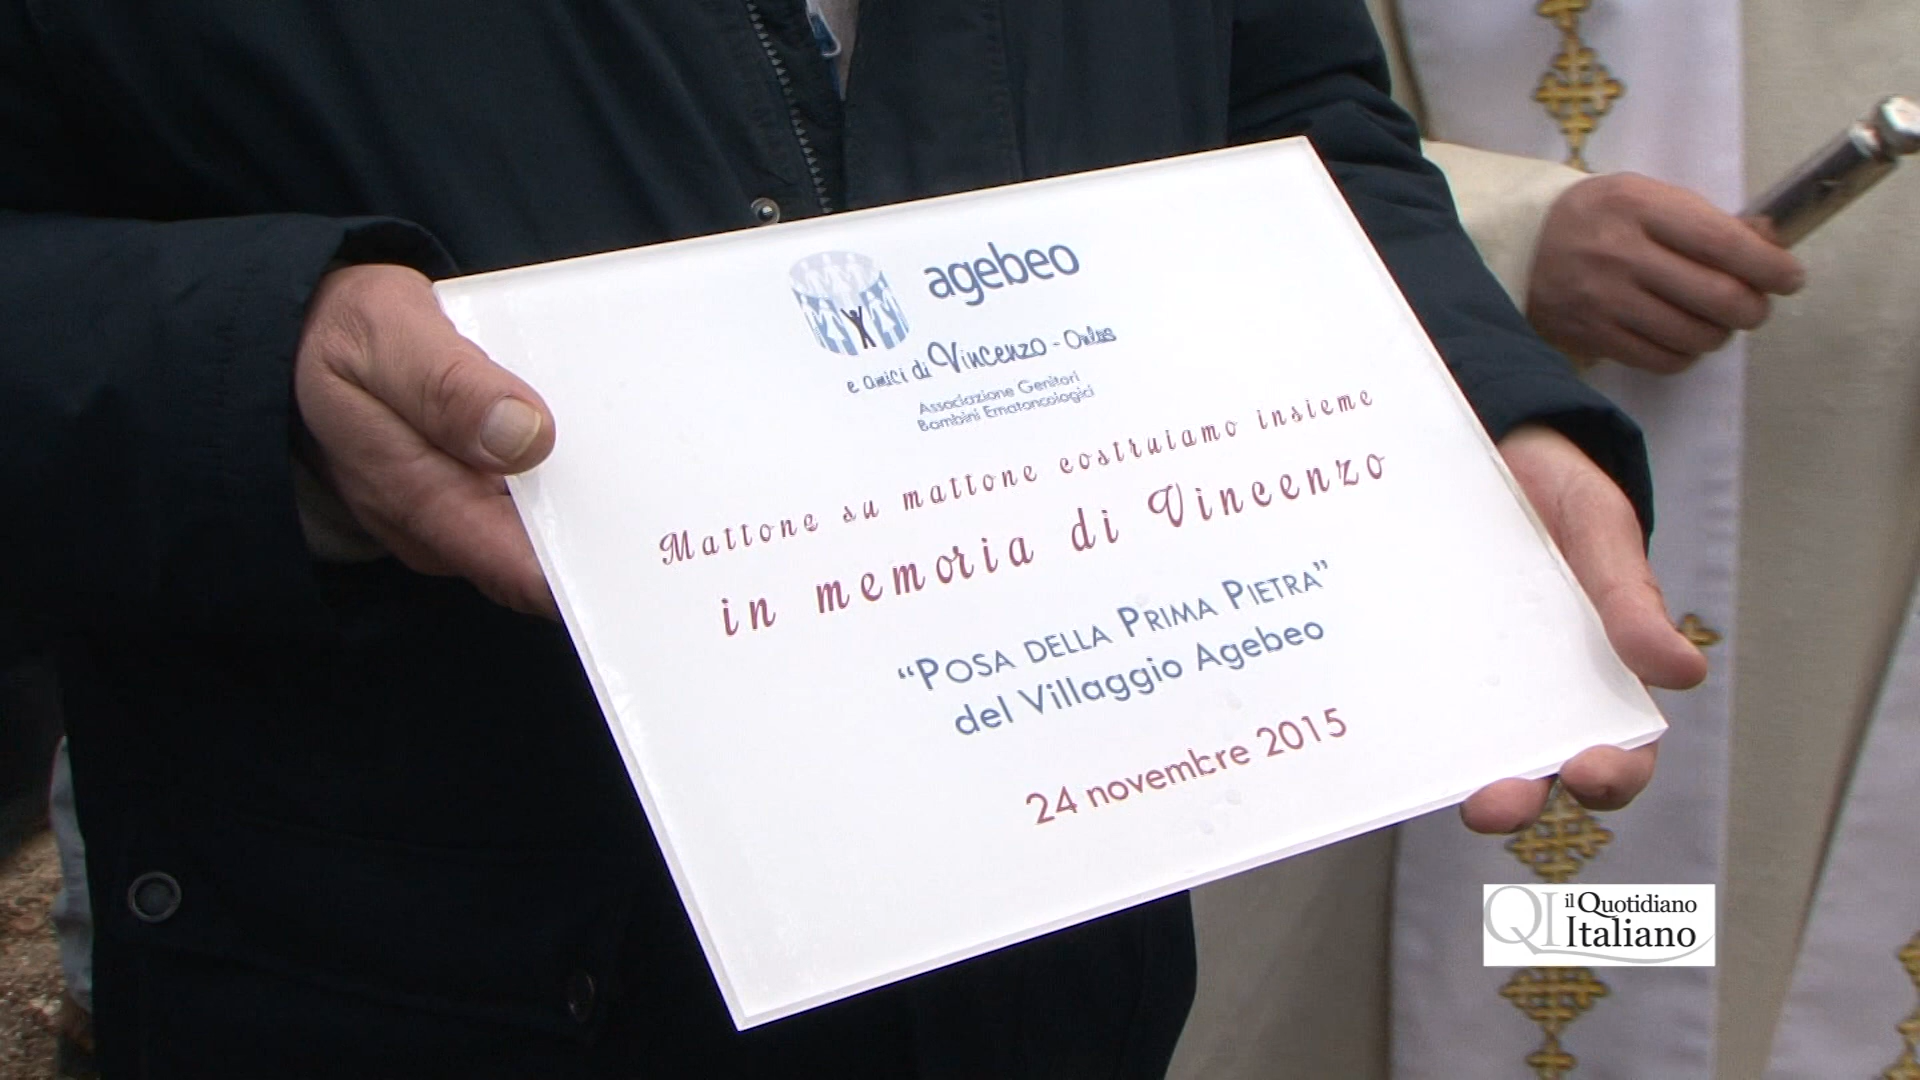 agebeo
e amici di Vincenzo - Onlus
Associazione Genitori
Bambini Ematoncologici
Mattone su mattone costruiamo insieme
in memoria di Vincenzo
“POSA DELLA PRIMA PIETRA”
del Villaggio Agebeo
24 novembre 2015
QI il Quotidiano
Italiano